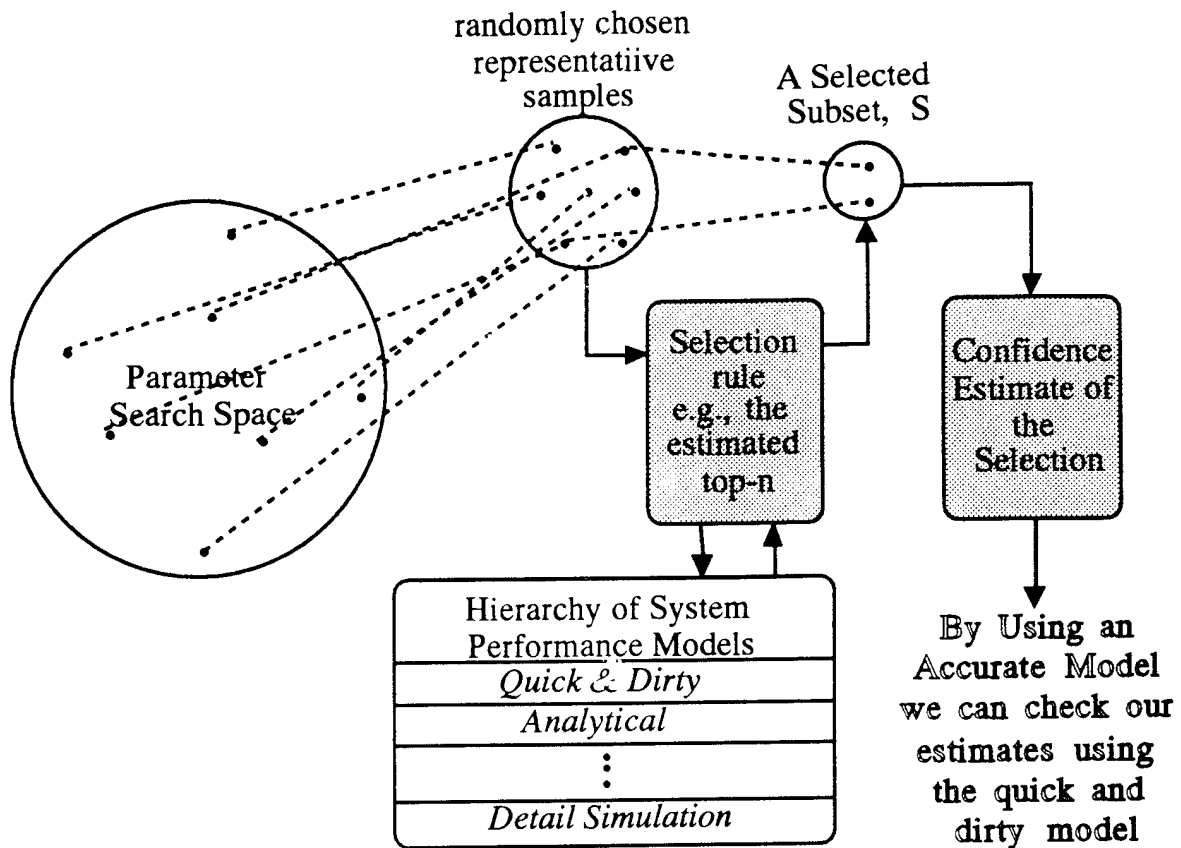 randomly chosen
representatiive
samples
A Selected
Subset, S
Parameter
Search Space
Selection
rule
e.g., the
estimated
top-n
Confidence
Estimate of
the
Selection
Hierarchy of System
Performance Models
Quick & Dirty
Analytical
Detail Simulation
By Using an
Accurate Model
we can check our
estimates using
the quick and
dirty model